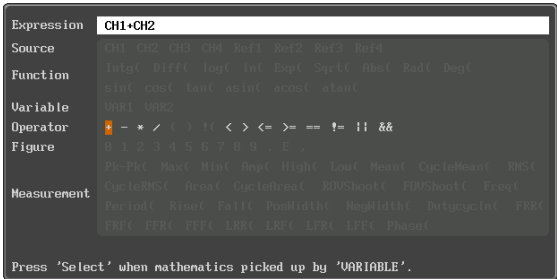 Expression CH1+CH2
Source CH1 CH2 CH3 CH4 Ref1 Ref2 Ref3 Ref4
Function Intg( Diff( log( ln( Exp( Sqrt( Abs( Rad( Deg(
sin( cos( tan( asin( acos( atan(
Variable VAR1 VAR2
Operator + - * / ( ) !( < > <= >= == != || &&
Figure 0 1 2 3 4 5 6 7 8 9 . E ,
Measurement Pk-Pk( Max( Min( Amp( High( Low( Mean( CycleMean( RMS(
CycleRMS( Area( CycleArea( ROVShoot( FOVShoot( Freq(
Period( Rise( Fall( PosWidth( NegWidth( Dutycycle( FRR(
FRF( FFR( FFF( LRR( LRF( LFR( LFF( Phase(
Press 'Select' when mathematics picked up by 'VARIABLE'.